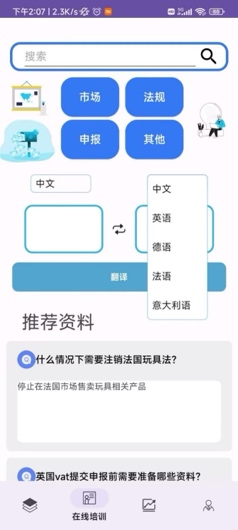 下午2:07 | 2.3K/s
搜索
市场
法规
申报
其他
中文
中文
英语
德语
法语
意大利语
翻译
推荐资料
什么情况下需要注销法国玩具法?
停止在法国市场售卖玩具相关产品
英国vat提交申报前需要准备哪些资料?
在线培训